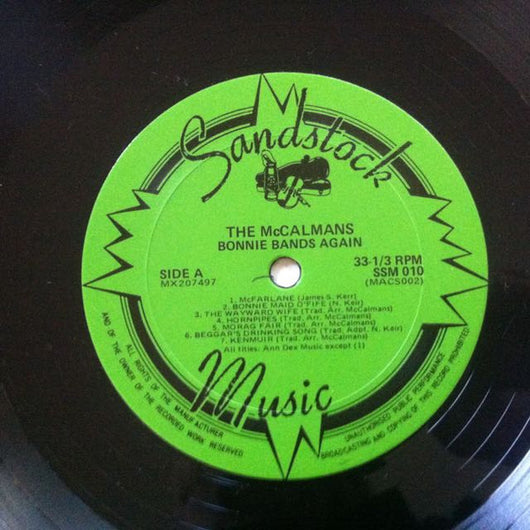 Sandstock
THE McCALMANS
BONNIE BANDS AGAIN
SIDE A
MX207497
33-1/3 RPM
SSM 010
(MACS002)
1. McFARLANE (James S. Kerr)
2. BONNIE MAID O'FIFE (N. Keir)
3. THE WAYWARD WIFE (Trad. Arr. McCalmans)
4. HORNPIPES (Trad. Arr. McCalmans)
5. MORAG FAIR (Trad. Arr. McCalmans)
6. BEGGAR'S DRINKING SONG (Trad. Adpt. N. Keir)
7. KENMUIR (Trad. Arr. McCalmans)
All titles: Ann Dex Music except (1)
Music
ALL RIGHTS OF THE MANUFACTURER
AND OF THE OWNER OF THE RECORDED WORK RESERVED
UNAUTHORISED PUBLIC PERFORMANCE
BROADCASTING AND COPYING OF THIS RECORD PROHIBITED